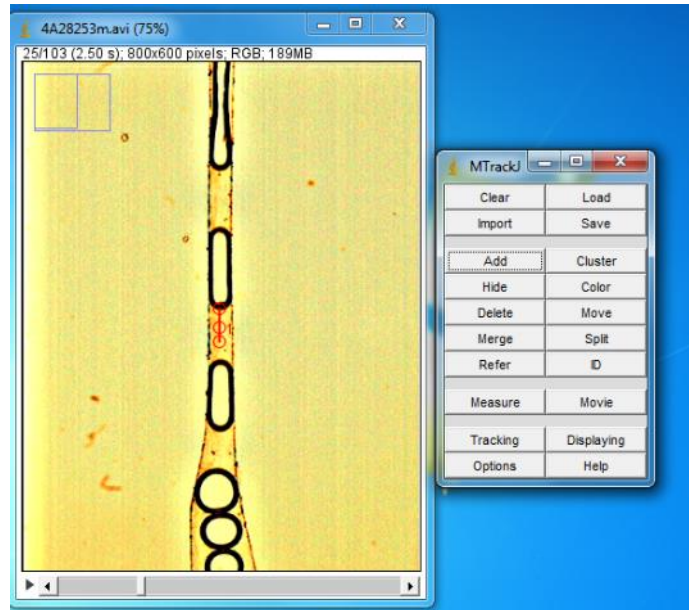 4A28253m.avi (75%)
25/103 (2.50 s); 800x600 pixels; RGB; 189MB
1
MTrackJ
Clear Load
Import Save
Add Cluster
Hide Color
Delete Move
Merge Split
Refer ID
Measure Movie
Tracking Displaying
Options Help